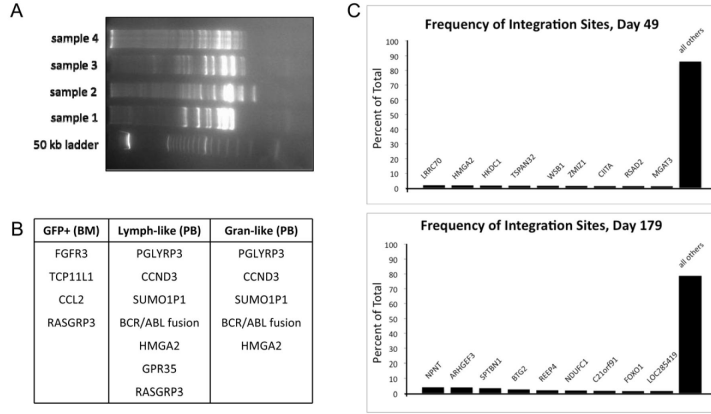 A
sample 4
sample 3
sample 2
sample 1
50 kb ladder
B
GFP+ (BM) Lymph-like (PB) Gran-like (PB)
FGFR3 PGLYRP3 PGLYRP3
TCP11L1 CCND3 CCND3
CCL2 SUMO1P1 SUMO1P1
RASGRP3 BCR/ABL fusion BCR/ABL fusion
HMGA2 HMGA2
GPR35
RASGRP3
C
Frequency of Integration Sites, Day 49
Percent of Total
100
90
80
70
60
50
40
30
20
10
0
LRRC70 HMGA2 HKDC1 TSPAN32 WSB1 ZMIZ1 CIITA RSAD2 MGAT3 all others
Frequency of Integration Sites, Day 179
Percent of Total
100
90
80
70
60
50
40
30
20
10
0
NPNT ARHGEF3 SPTBN1 BTG2 REEP4 NDUFC1 C21orf91 FOXO1 LOC285419 all others